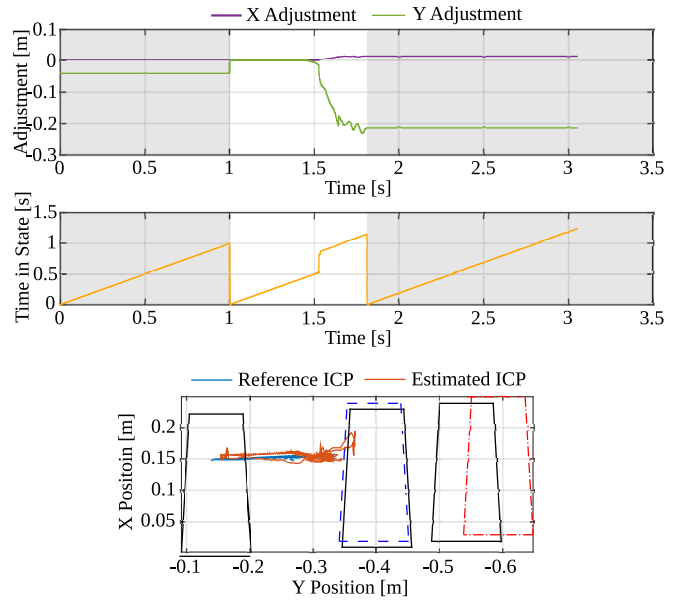 X Adjustment Y Adjustment
0.1
0
-0.1
-0.2
-0.3
Adjustment [m]
0 0.5 1 1.5 2 2.5 3 3.5
Time [s]
1.5
1
0.5
0
Time in State [s]
0 0.5 1 1.5 2 2.5 3 3.5
Time [s]
Reference ICP Estimated ICP
0.2
0.15
0.1
0.05
X Positoin [m]
-0.1 -0.2 -0.3 -0.4 -0.5 -0.6
Y Position [m]